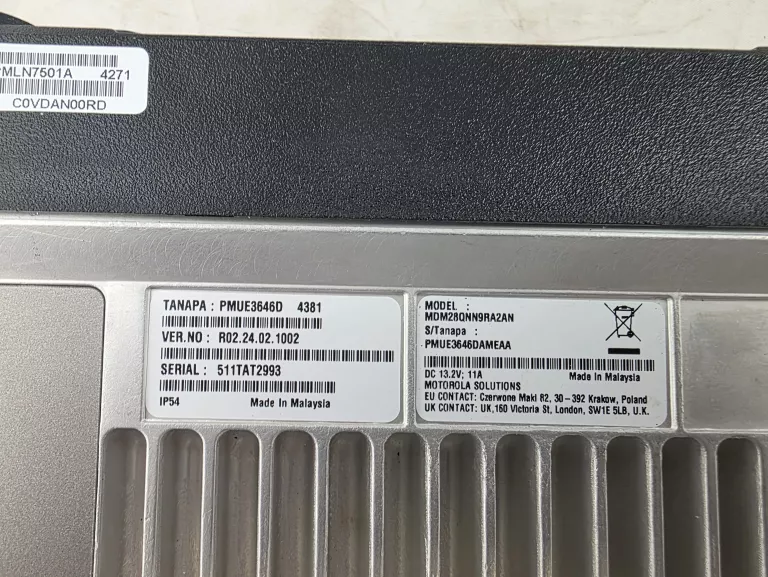 MLN7501A 4271
C0VDAN00RD
TANAPA : PMUE3646D 4381
VER.NO : R02.24.02.1002
SERIAL : 511TAT2993
IP54 Made In Malaysia
MODEL :
MDM28QNN9RA2AN
S/Tanapa :
PMUE3646DAMEAA
DC 13.2V; 11A Made In Malaysia
MOTOROLA SOLUTIONS
EU CONTACT: Czerwone Maki 82, 30-392 Krakow, Poland
UK CONTACT: UK,160 Victoria St, London, SW1E 5LB, U.K.